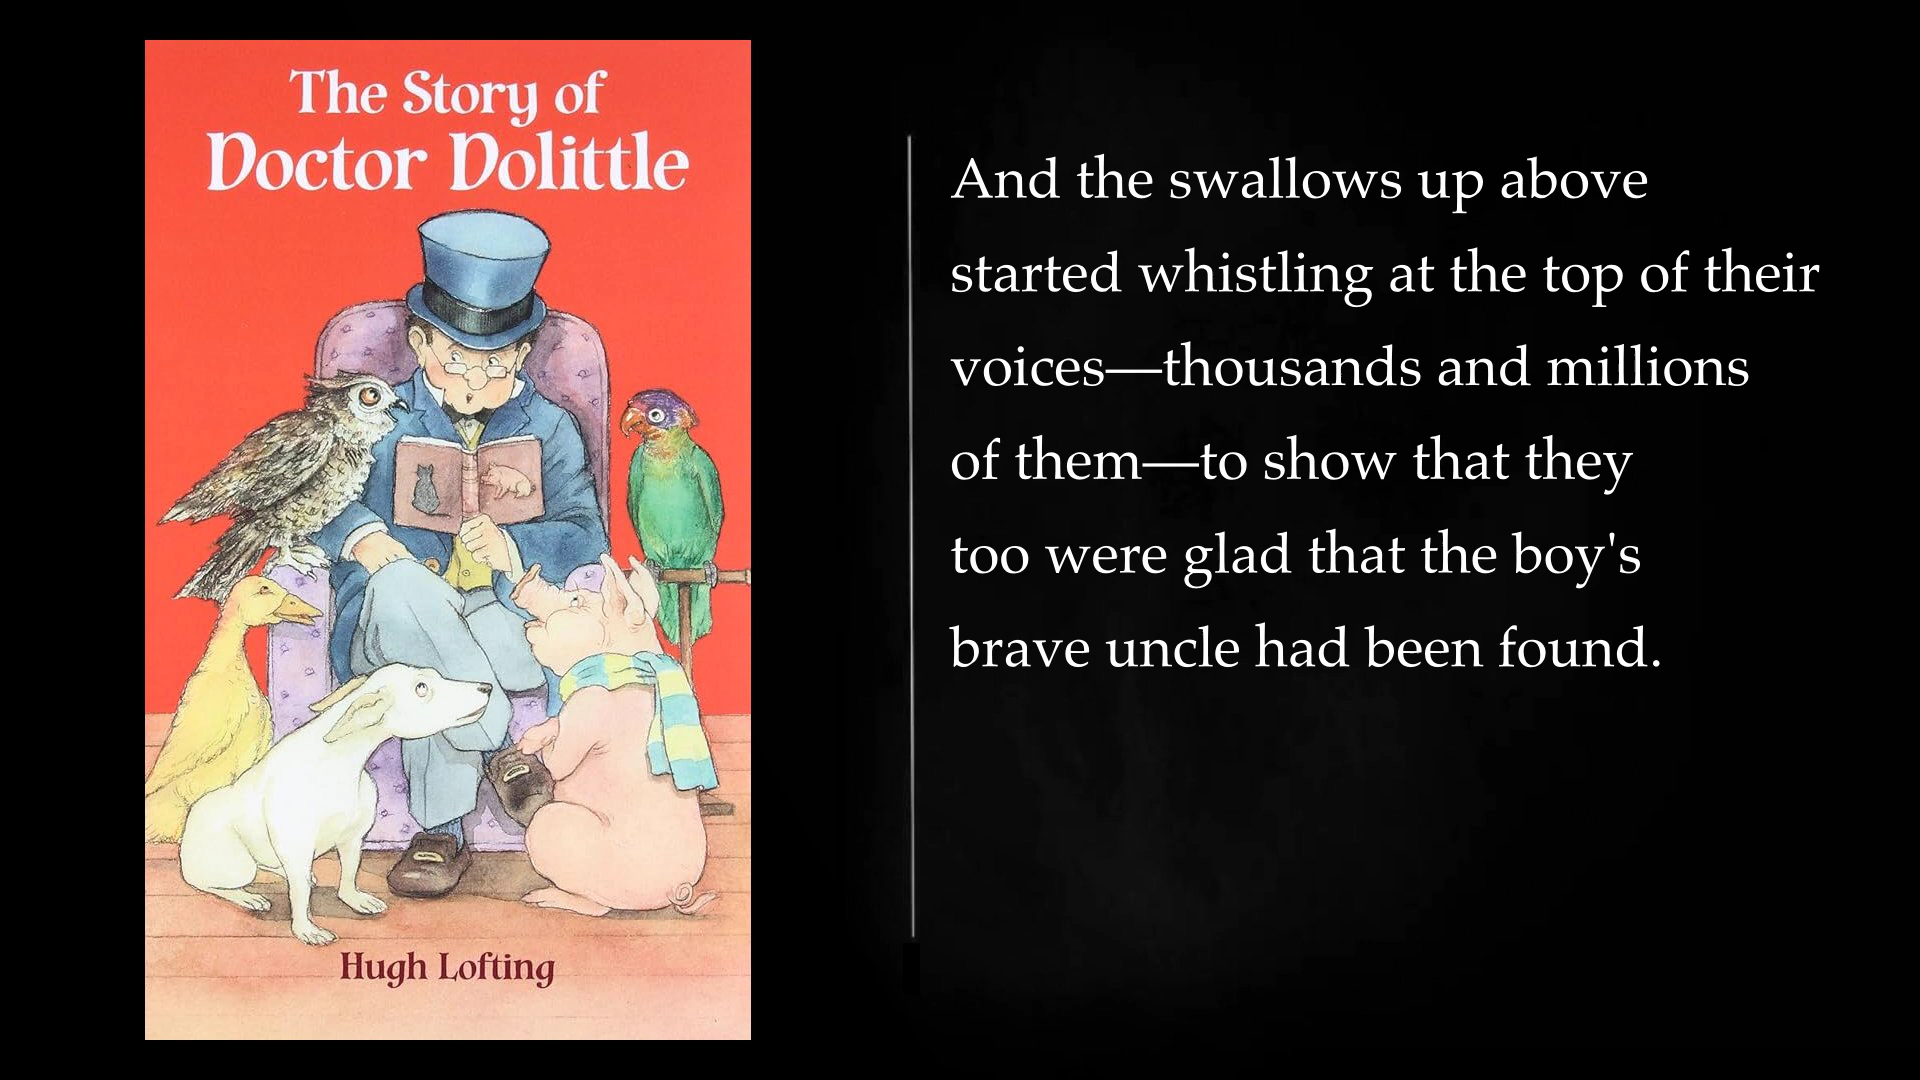 The Story of
Doctor Dolittle
Hugh Lofting
And the swallows up above
started whistling at the top of their
voices—thousands and millions
of them—to show that they
too were glad that the boy's
brave uncle had been found.